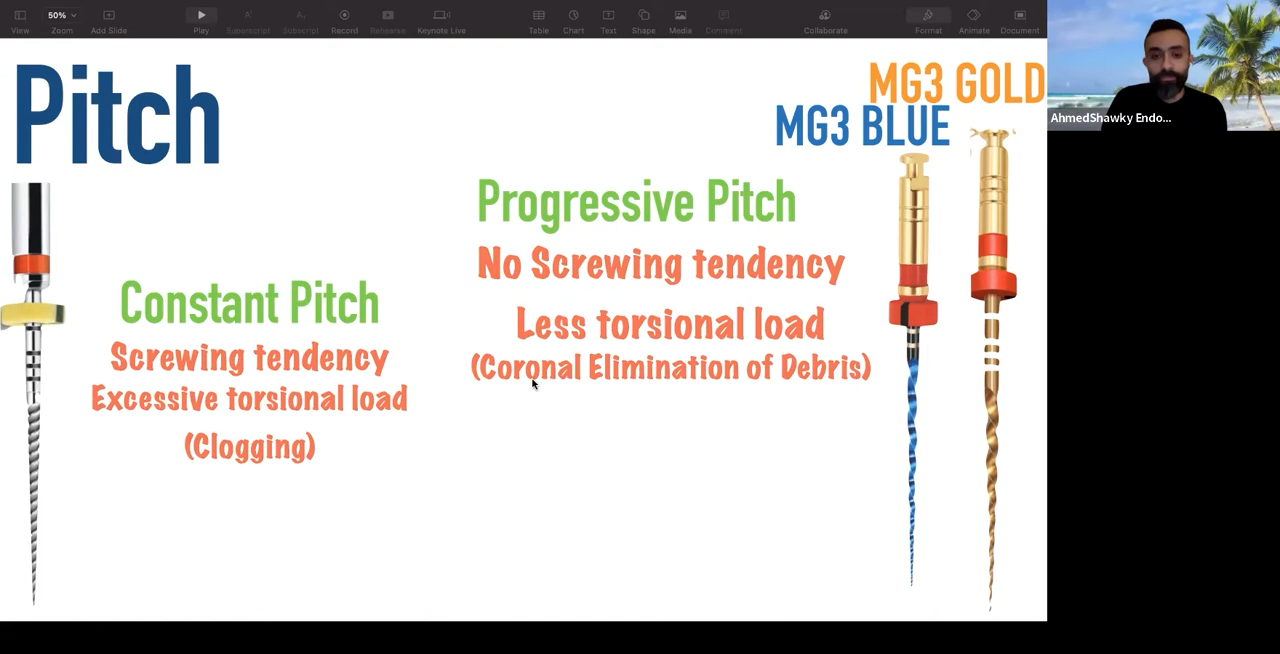 50%
View
Zoom
Add Slide
Play
Superscript
Subscript
Record
Rehearse
Keynote Live
Table
Chart
Text
Shape
Media
Comment
Collaborate
Format
Animate
Document
Pitch
MG3 GOLD
MG3 BLUE
AhmedShawky Endo...
Progressive Pitch
No Screwing tendency
Less torsional load
(Coronal Elimination of Debris)
Constant Pitch
Screwing tendency
Excessive torsional load
(Clogging)